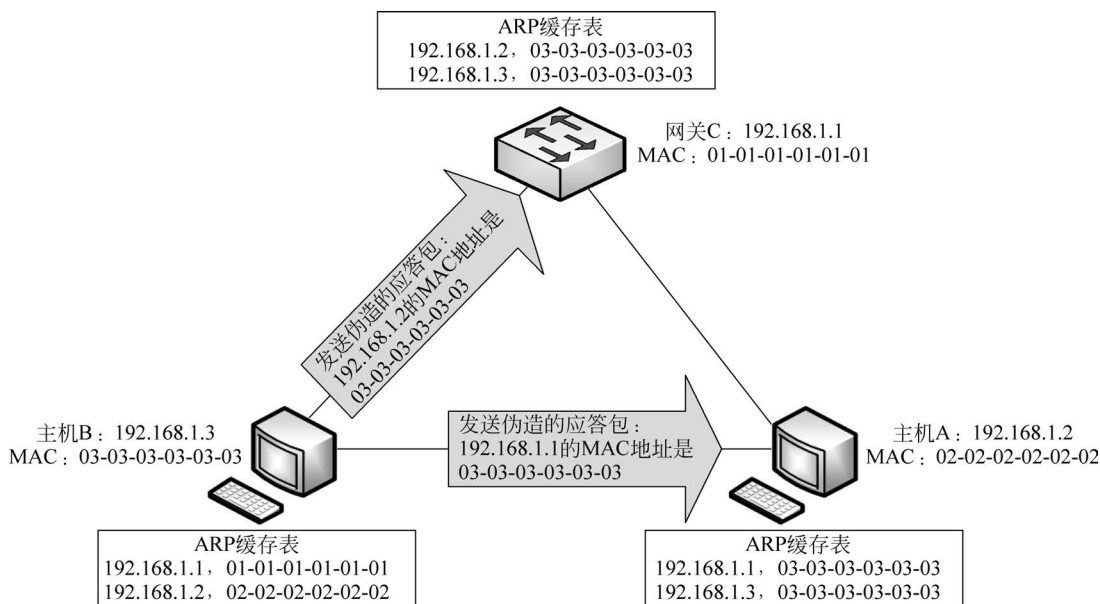 ARP缓存表
192.168.1.2，03-03-03-03-03-03
192.168.1.3，03-03-03-03-03-03
网关C：192.168.1.1
MAC：01-01-01-01-01-01
发送伪造的应答包：
192.168.1.2的MAC地址是
03-03-03-03-03-03
主机B：192.168.1.3
MAC：03-03-03-03-03-03
发送伪造的应答包：
192.168.1.1的MAC地址是
03-03-03-03-03-03
主机A：192.168.1.2
MAC：02-02-02-02-02-02
ARP缓存表
192.168.1.1，01-01-01-01-01-01
192.168.1.2，02-02-02-02-02-02
ARP缓存表
192.168.1.1，03-03-03-03-03-03
192.168.1.3，03-03-03-03-03-03